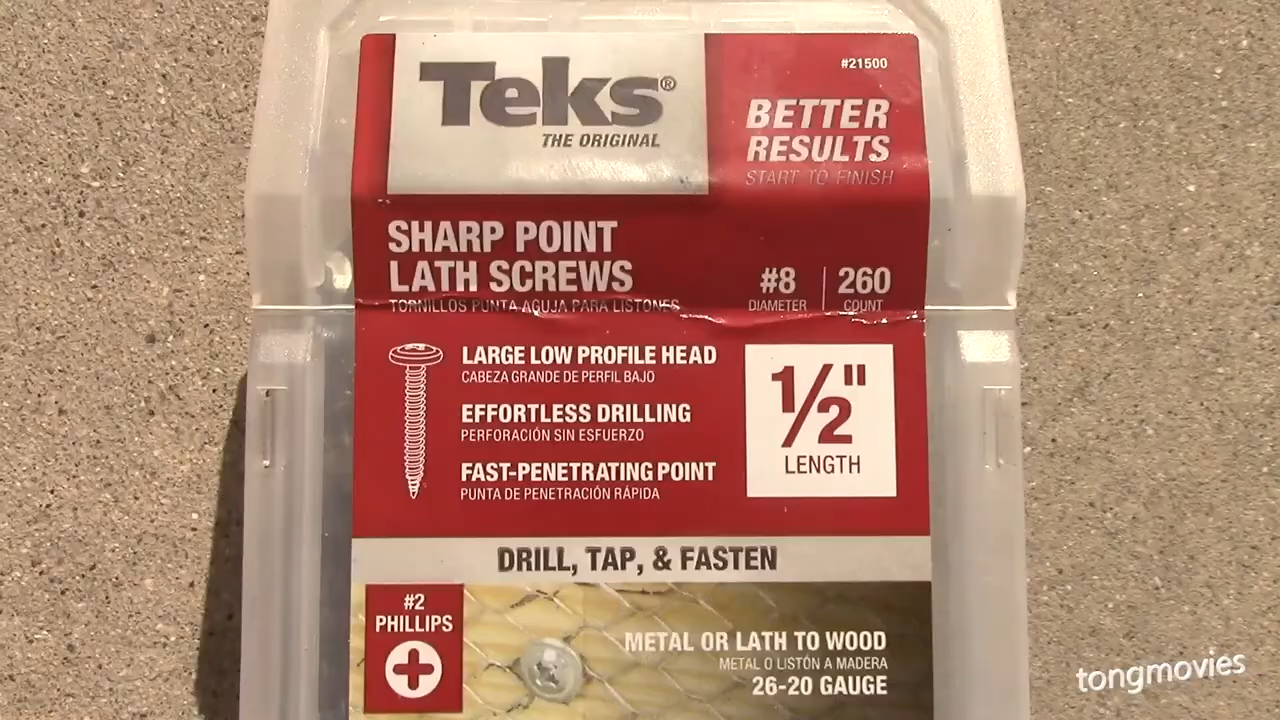 Teks®
THE ORIGINAL
#21500
BETTER
RESULTS
START TO FINISH
SHARP POINT
LATH SCREWS
TORNILLOS PUNTA AGUJA PARA LISTONES
#8
DIAMETER
260
COUNT
LARGE LOW PROFILE HEAD
CABEZA GRANDE DE PERFIL BAJO
EFFORTLESS DRILLING
PERFORACIÓN SIN ESFUERZO
FAST-PENETRATING POINT
PUNTA DE PENETRACIÓN RÁPIDA
1/2"
LENGTH
DRILL, TAP, & FASTEN
#2
PHILLIPS
METAL OR LATH TO WOOD
METAL O LISTÓN A MADERA
26-20 GAUGE
tongmovies